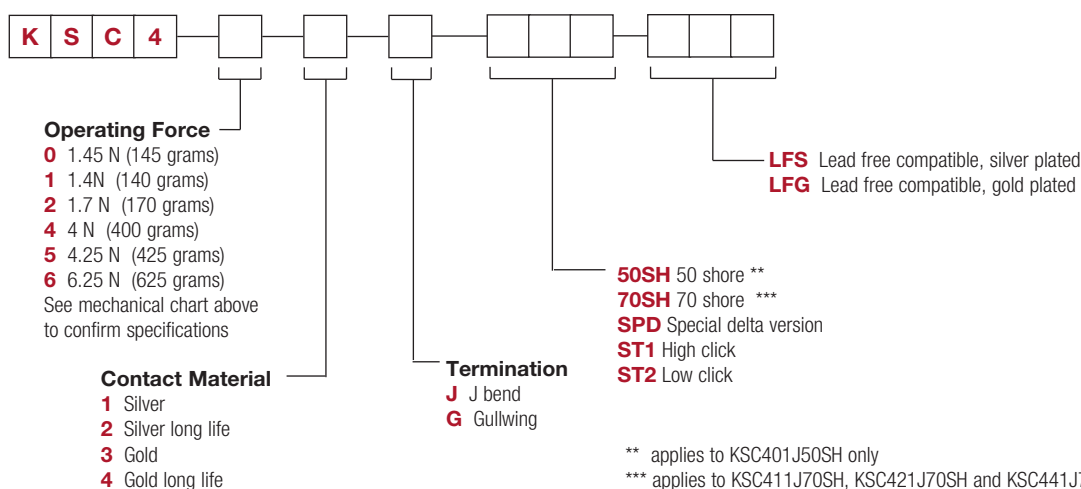 K S C 4
Operating Force
0 1.45 N (145 grams)
1 1.4N (140 grams)
2 1.7 N (170 grams)
4 4 N (400 grams)
5 4.25 N (425 grams)
6 6.25 N (625 grams)
See mechanical chart above
to confirm specifications
Contact Material
1 Silver
2 Silver long life
3 Gold
4 Gold long life
Termination
J J bend
G Gullwing
50SH 50 shore **
70SH 70 shore ***
SPD Special delta version
ST1 High click
ST2 Low click
LFS Lead free compatible, silver plated
LFG Lead free compatible, gold plated
** applies to KSC401J50SH only
*** applies to KSC411J70SH, KSC421J70SH and